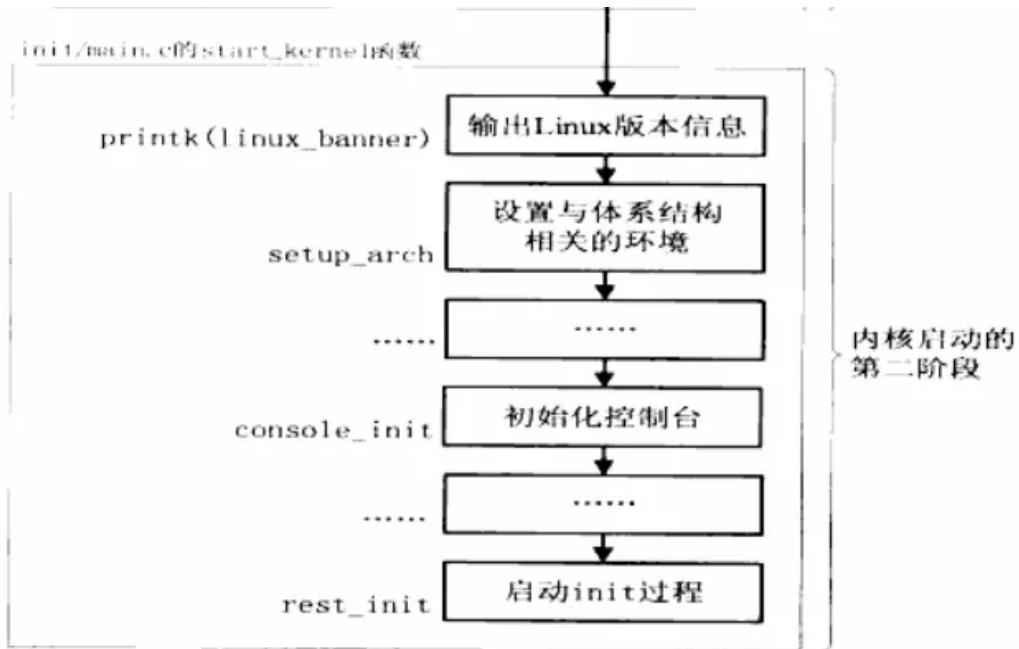 init/main.c的start_kernel函数
printk(linux_banner)
输出Linux版本信息
设置与体系结构
相关的环境
setup_arch
......
......
console_init
初始化控制台
......
......
rest_init
启动init过程
内核启动的
第二阶段